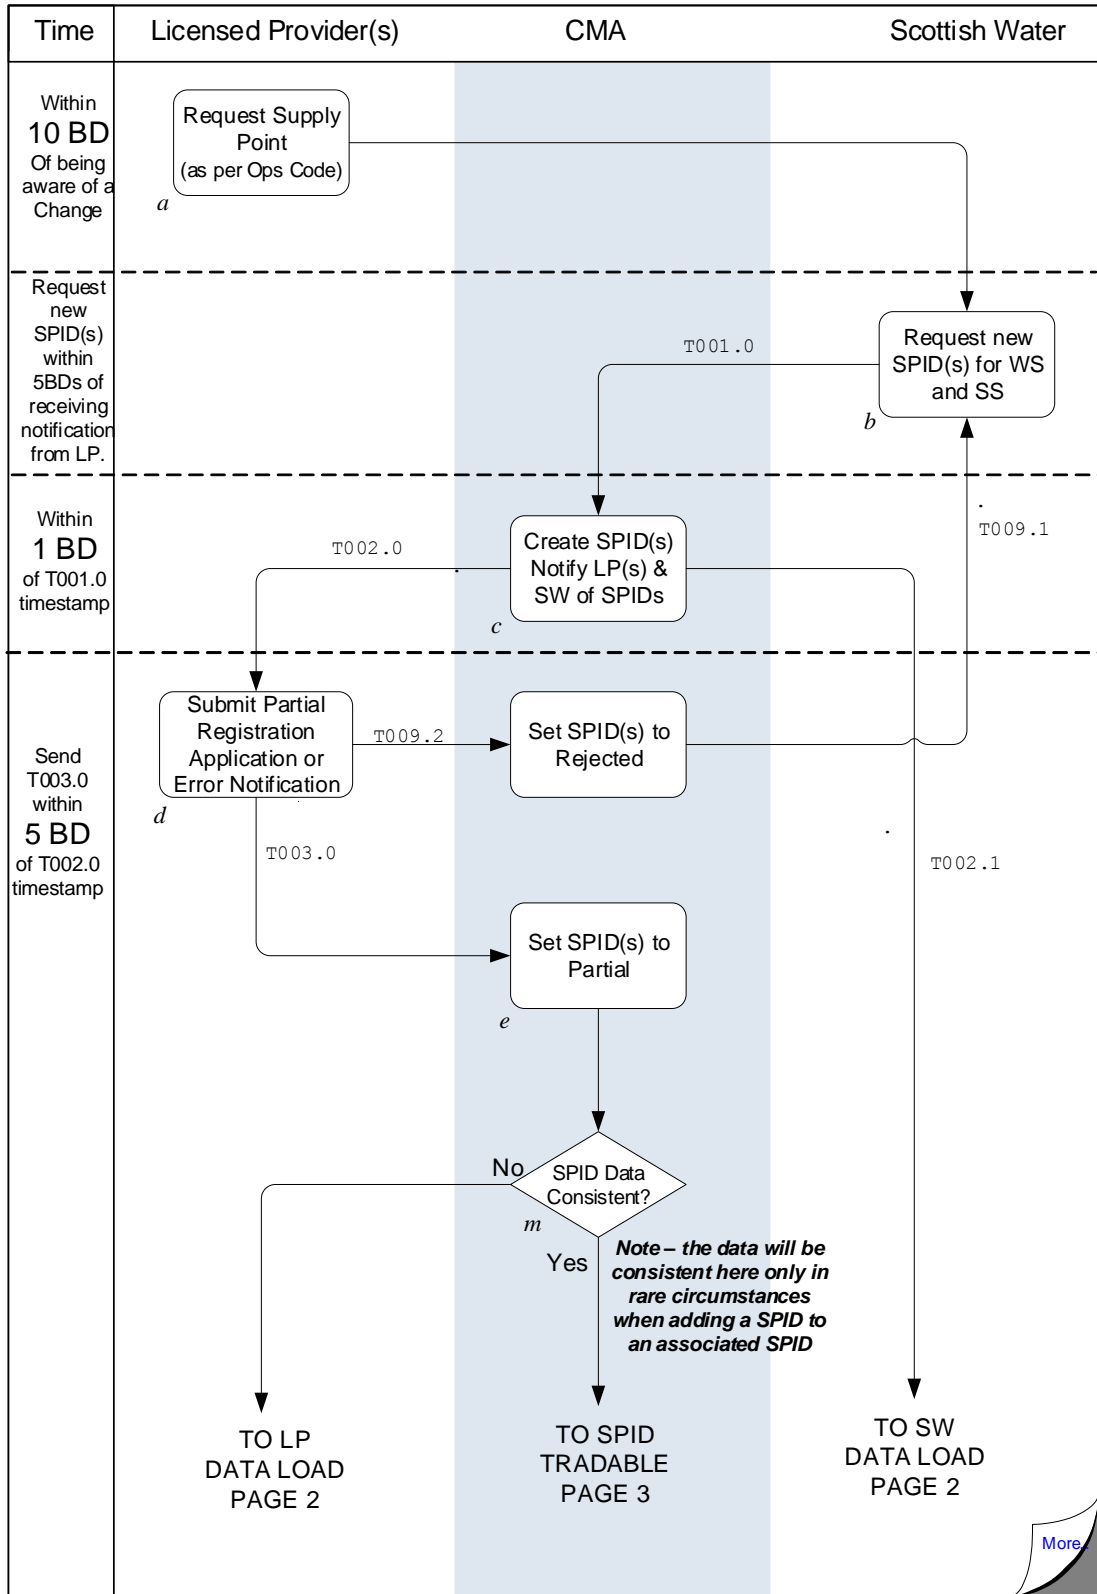 Time
Licensed Provider(s)
CMA
Scottish Water
Within
10 BD
Of being
aware of a
Change
Request Supply
Point
(as per Ops Code)
a
Request
new
SPID(s)
within
5BDs of
receiving
notification
from LP.
T001.0
Request new
SPID(s) for WS
and SS
b
Within
1 BD
of T001.0
timestamp
T002.0
Create SPID(s)
Notify LP(s) &
SW of SPIDs
c
T009.1
Send
T003.0
within
5 BD
of T002.0
timestamp
Submit Partial
Registration
Application or
Error Notification
d
T009.2
Set SPID(s) to
Rejected
T003.0
T002.1
Set SPID(s) to
Partial
e
No
SPID Data
Consistent?
m
Yes
Note – the data will be
consistent here only in
rare circumstances
when adding a SPID to
an associated SPID
TO LP
DATA LOAD
PAGE 2
TO SPID
TRADABLE
PAGE 3
TO SW
DATA LOAD
PAGE 2
More..